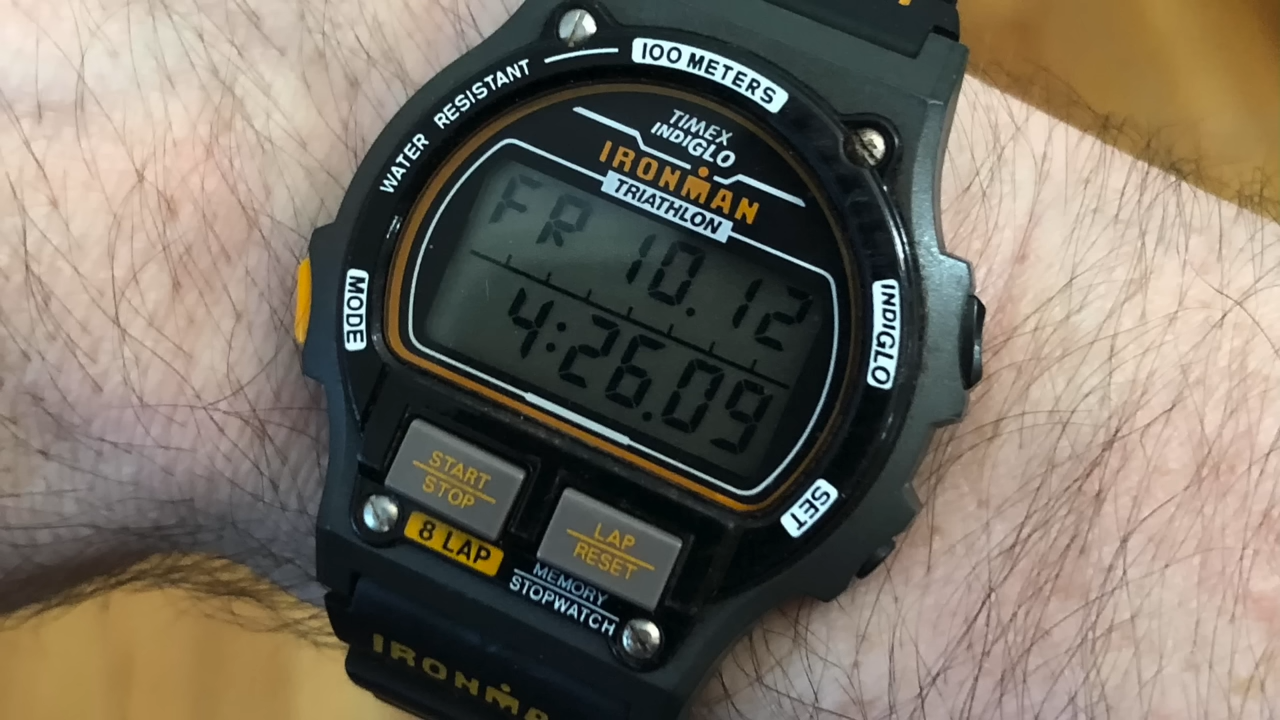 WATER RESISTANT
100 METERS
TIMEX
INDIGLO
IRONMAN
TRIATHLON
FR 10.12
4:26.09
MODE
INDIGLO
START
STOP
LAP
RESET
SET
8 LAP
MEMORY
STOPWATCH
IRONMA